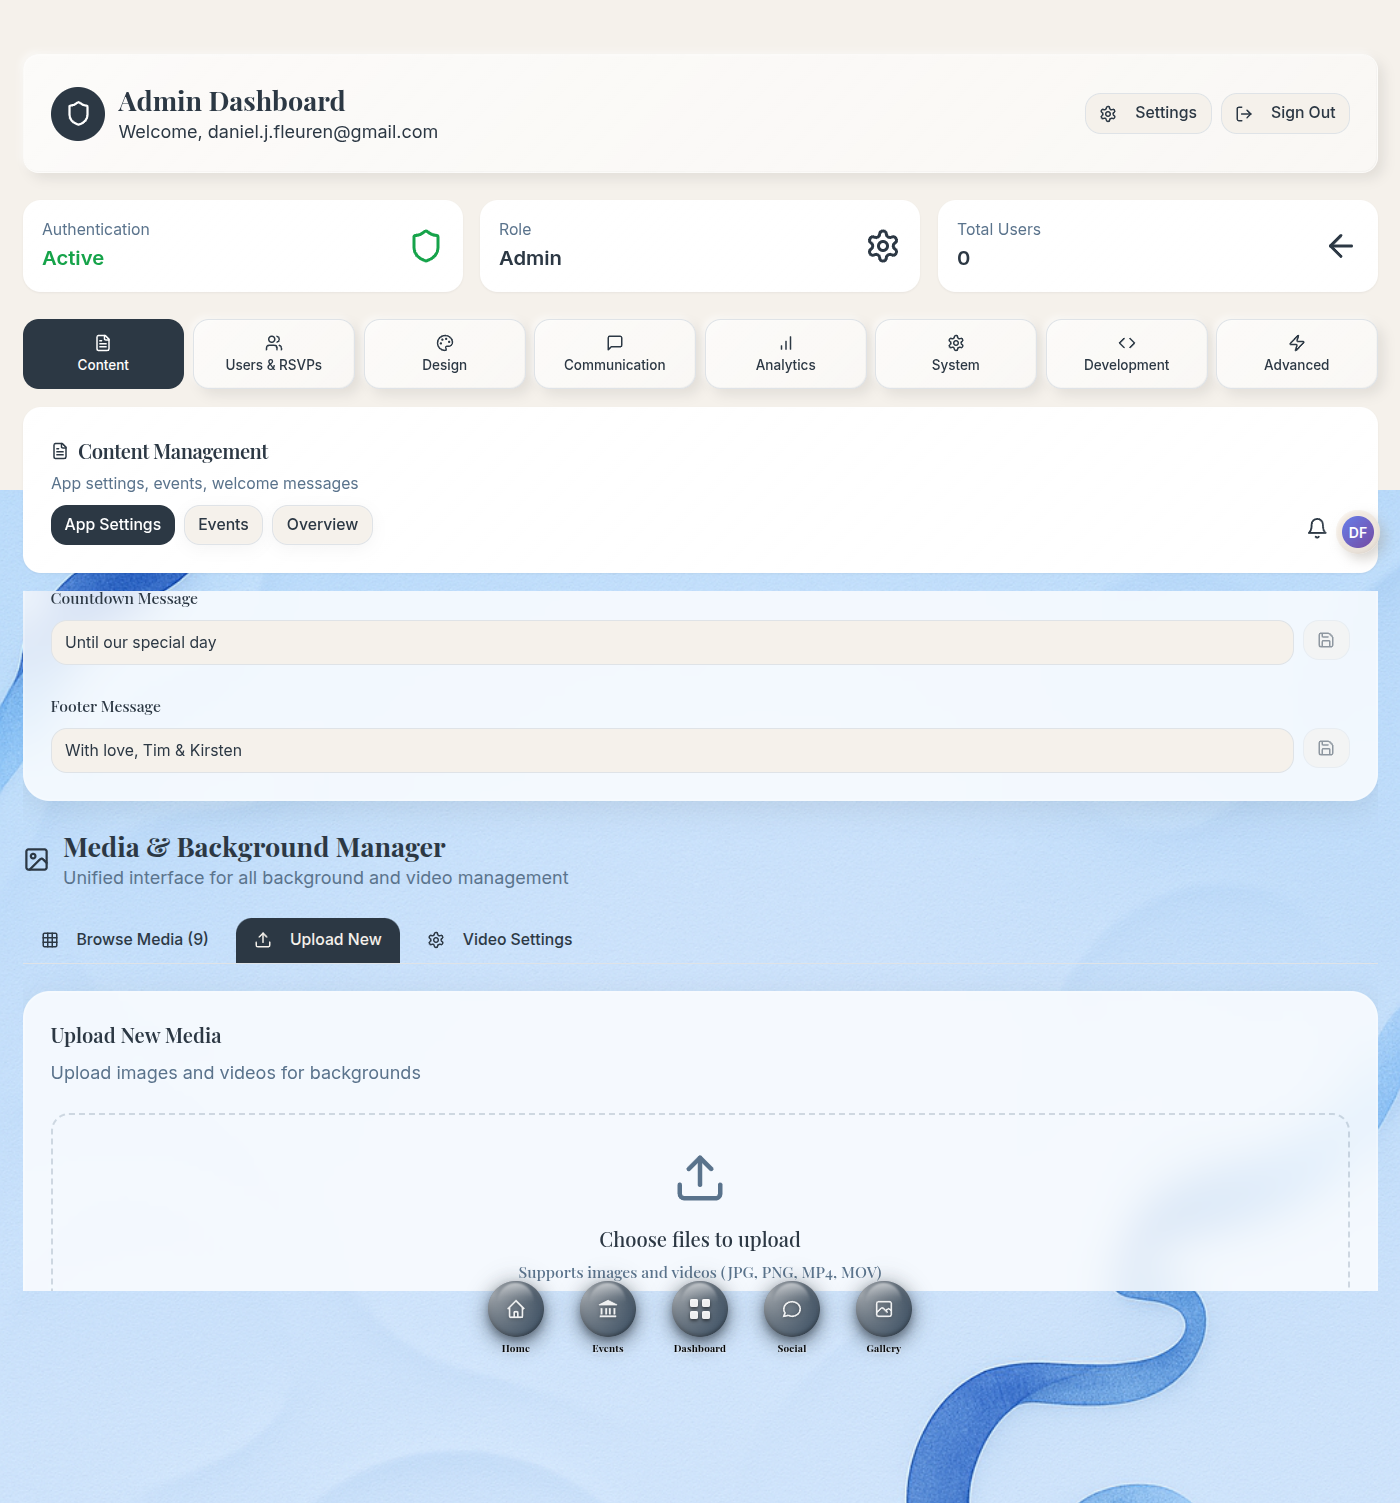 Admin Dashboard
Welcome, daniel.j.fleuren@gmail.com
Settings
Sign Out
Authentication
Active
Role
Admin
Total Users
0
Content
Users & RSVPs
Design
Communication
Analytics
System
Development
Advanced
Content Management
App settings, events, welcome messages
App Settings
Events
Overview
DF
Countdown Message
Until our special day
Footer Message
With love, Tim & Kirsten
Media & Background Manager
Unified interface for all background and video management
Browse Media (9)
Upload New
Video Settings
Upload New Media
Upload images and videos for backgrounds
Choose files to upload
Supports images and videos (JPG, PNG, MP4, MOV)
Home
Events
Dashboard
Social
Gallery